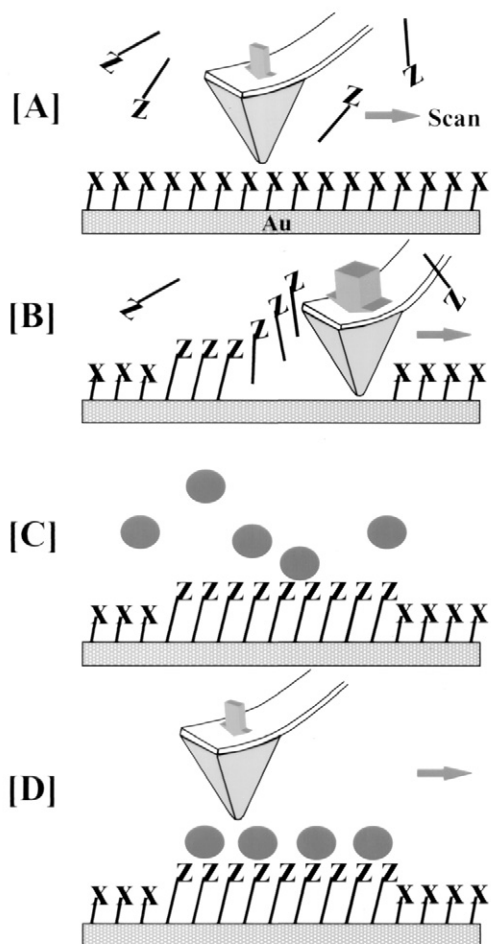 Z Z
Z Z
[A] Scan
X X X X X X X X X X X X X X X X
Au
Z
Z Z
Z
[B] Z
Z Z Z
X X X X X X X
[C]
Z Z Z Z Z Z Z Z Z
X X X X X X X
[D]
Z Z Z Z Z Z Z Z Z
X X X X X X X